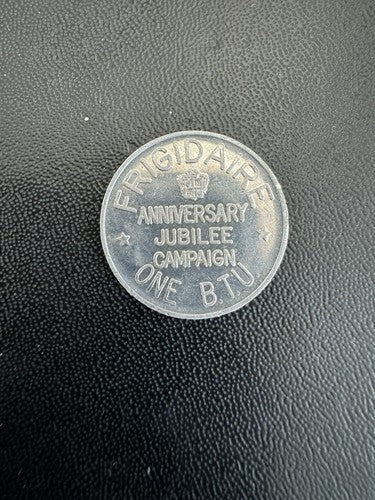 FRIGIDAIRE
ANNIVERSARY
JUBILEE
CAMPAIGN
ONE B.T.U.